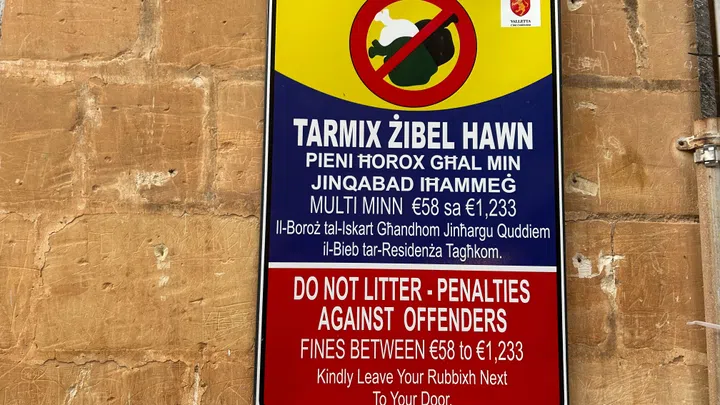 VALLETTA
TARMIX ŻIBEL HAWN
PIENI ĦOROX GĦAL MIN
JINQABAD IĦAMMEĠ
MULTI MINN €58 sa €1,233
Il-Boroż tal-Iskart Għandhom Jinħargu Quddiem
il-Bieb tar-Residenża Tagħkom.
DO NOT LITTER - PENALTIES
AGAINST OFFENDERS
FINES BETWEEN €58 to €1,233
Kindly Leave Your Rubbixh Next
To Your Door.